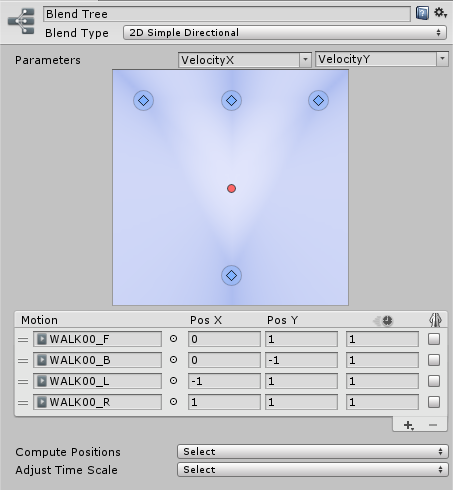 Blend Tree
Blend Type 2D Simple Directional
Parameters VelocityX VelocityY
Motion Pos X Pos Y
WALK00_F 0 1 1
WALK00_B 0 -1 1
WALK00_L -1 1 1
WALK00_R 1 1 1
Compute Positions Select
Adjust Time Scale Select